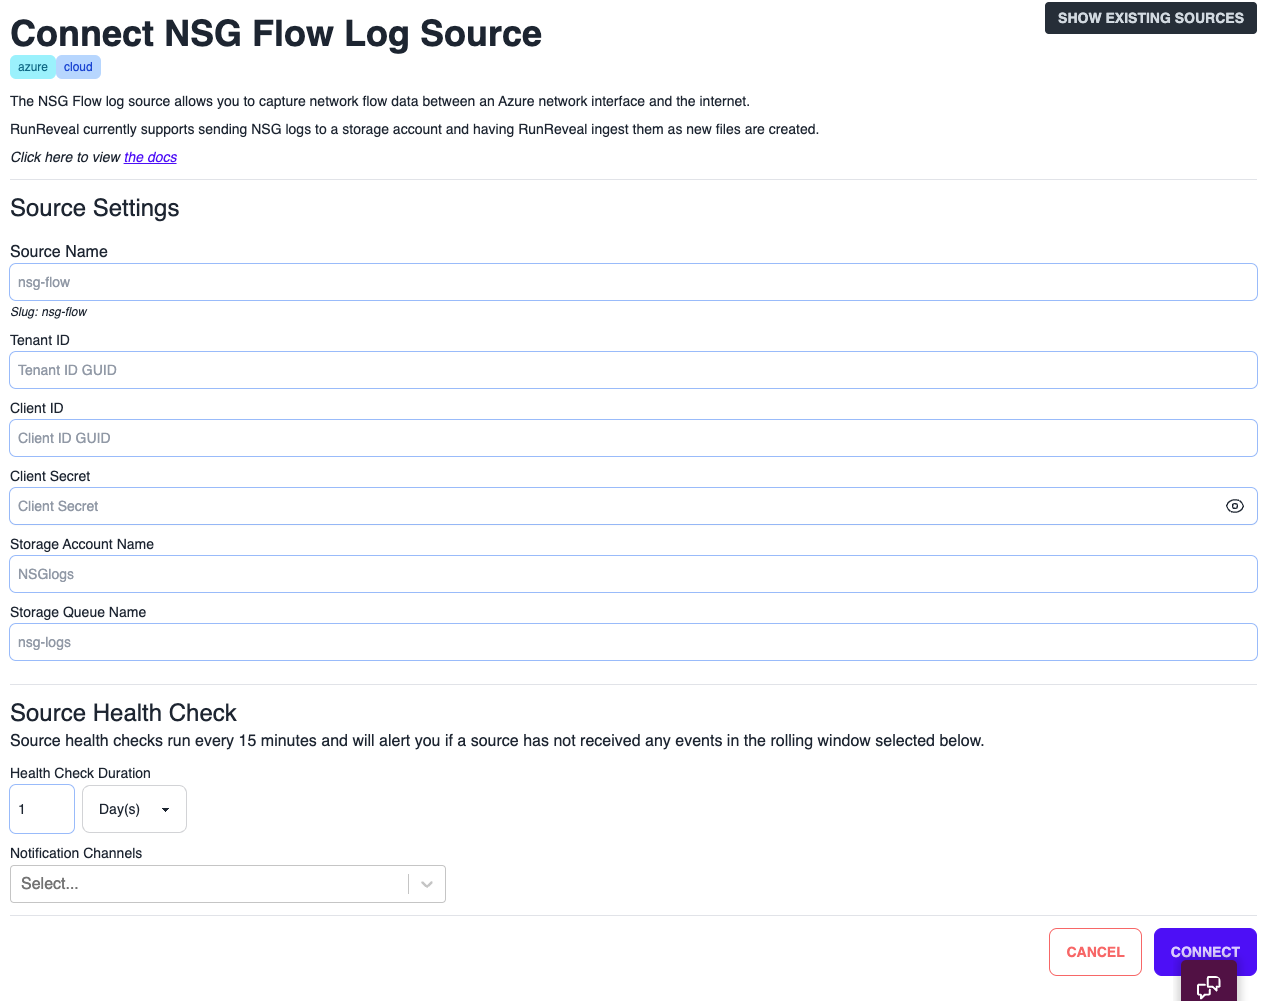 Connect NSG Flow Log Source
SHOW EXISTING SOURCES
azure cloud
The NSG Flow log source allows you to capture network flow data between an Azure network interface and the internet.
RunReveal currently supports sending NSG logs to a storage account and having RunReveal ingest them as new files are created.
Click here to view the docs
Source Settings
Source Name
nsg-flow
Slug: nsg-flow
Tenant ID
Tenant ID GUID
Client ID
Client ID GUID
Client Secret
Client Secret
Storage Account Name
NSGlogs
Storage Queue Name
nsg-logs
Source Health Check
Source health checks run every 15 minutes and will alert you if a source has not received any events in the rolling window selected below.
Health Check Duration
1 Day(s)
Notification Channels
Select...
CANCEL CONNECT